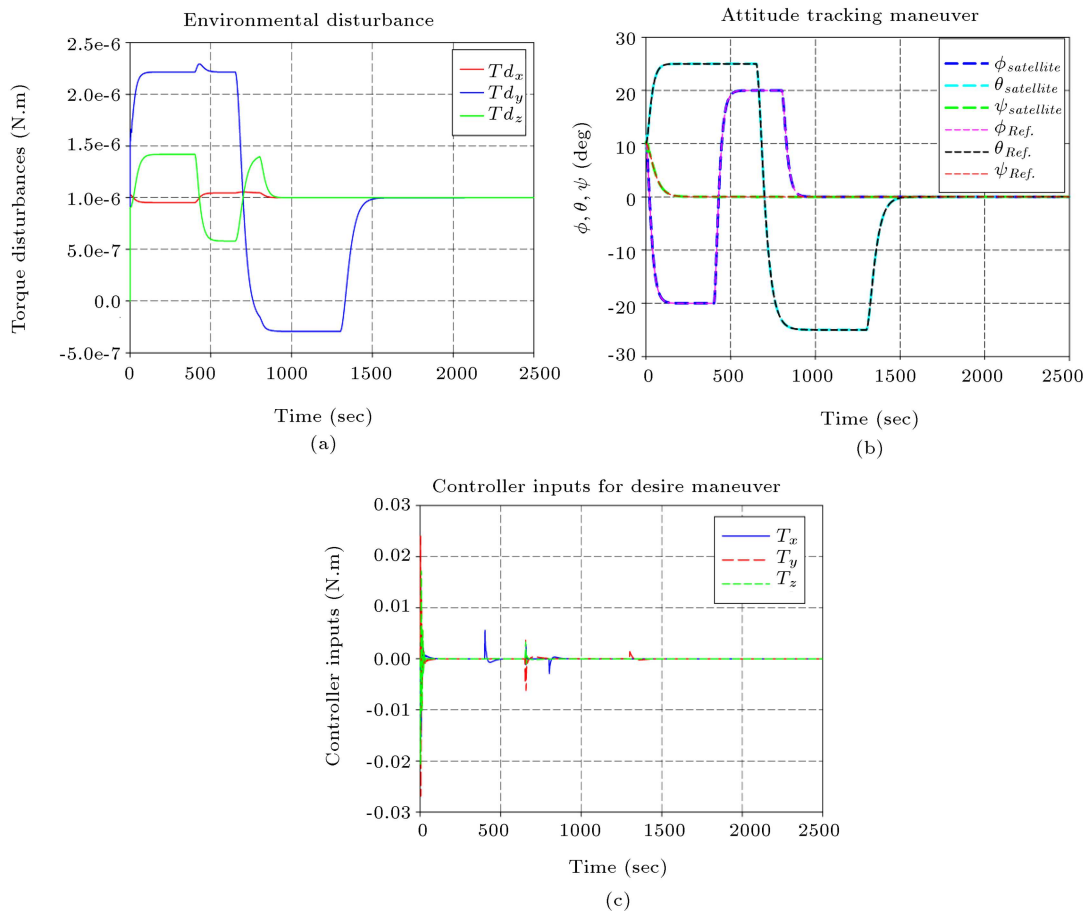 Environmental disturbance
Torque disturbances (N.m)
2.5e-6
2.0e-6
1.5e-6
1.0e-6
5.0e-7
0.0
-5.0e-7
Td_x
Td_y
Td_z
0
500
1000
1500
2000
2500
Time (sec)
(a)
Attitude tracking maneuver
ϕ, θ, ψ (deg)
30
20
10
0
-10
-20
-30
ϕ_satellite
θ_satellite
ψ_satellite
ϕ_Ref.
θ_Ref.
ψ_Ref.
0
500
1000
1500
2000
2500
Time (sec)
(b)
Controller inputs for desire maneuver
Controller inputs (N.m)
0.03
0.02
0.01
0.00
-0.01
-0.02
-0.03
T_x
T_y
T_z
0
500
1000
1500
2000
2500
Time (sec)
(c)